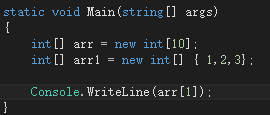 static void Main(string[] args)
{
int[] arr = new int[10];
int[] arr1 = new int[] { 1,2,3};
Console.WriteLine(arr[1]);
}